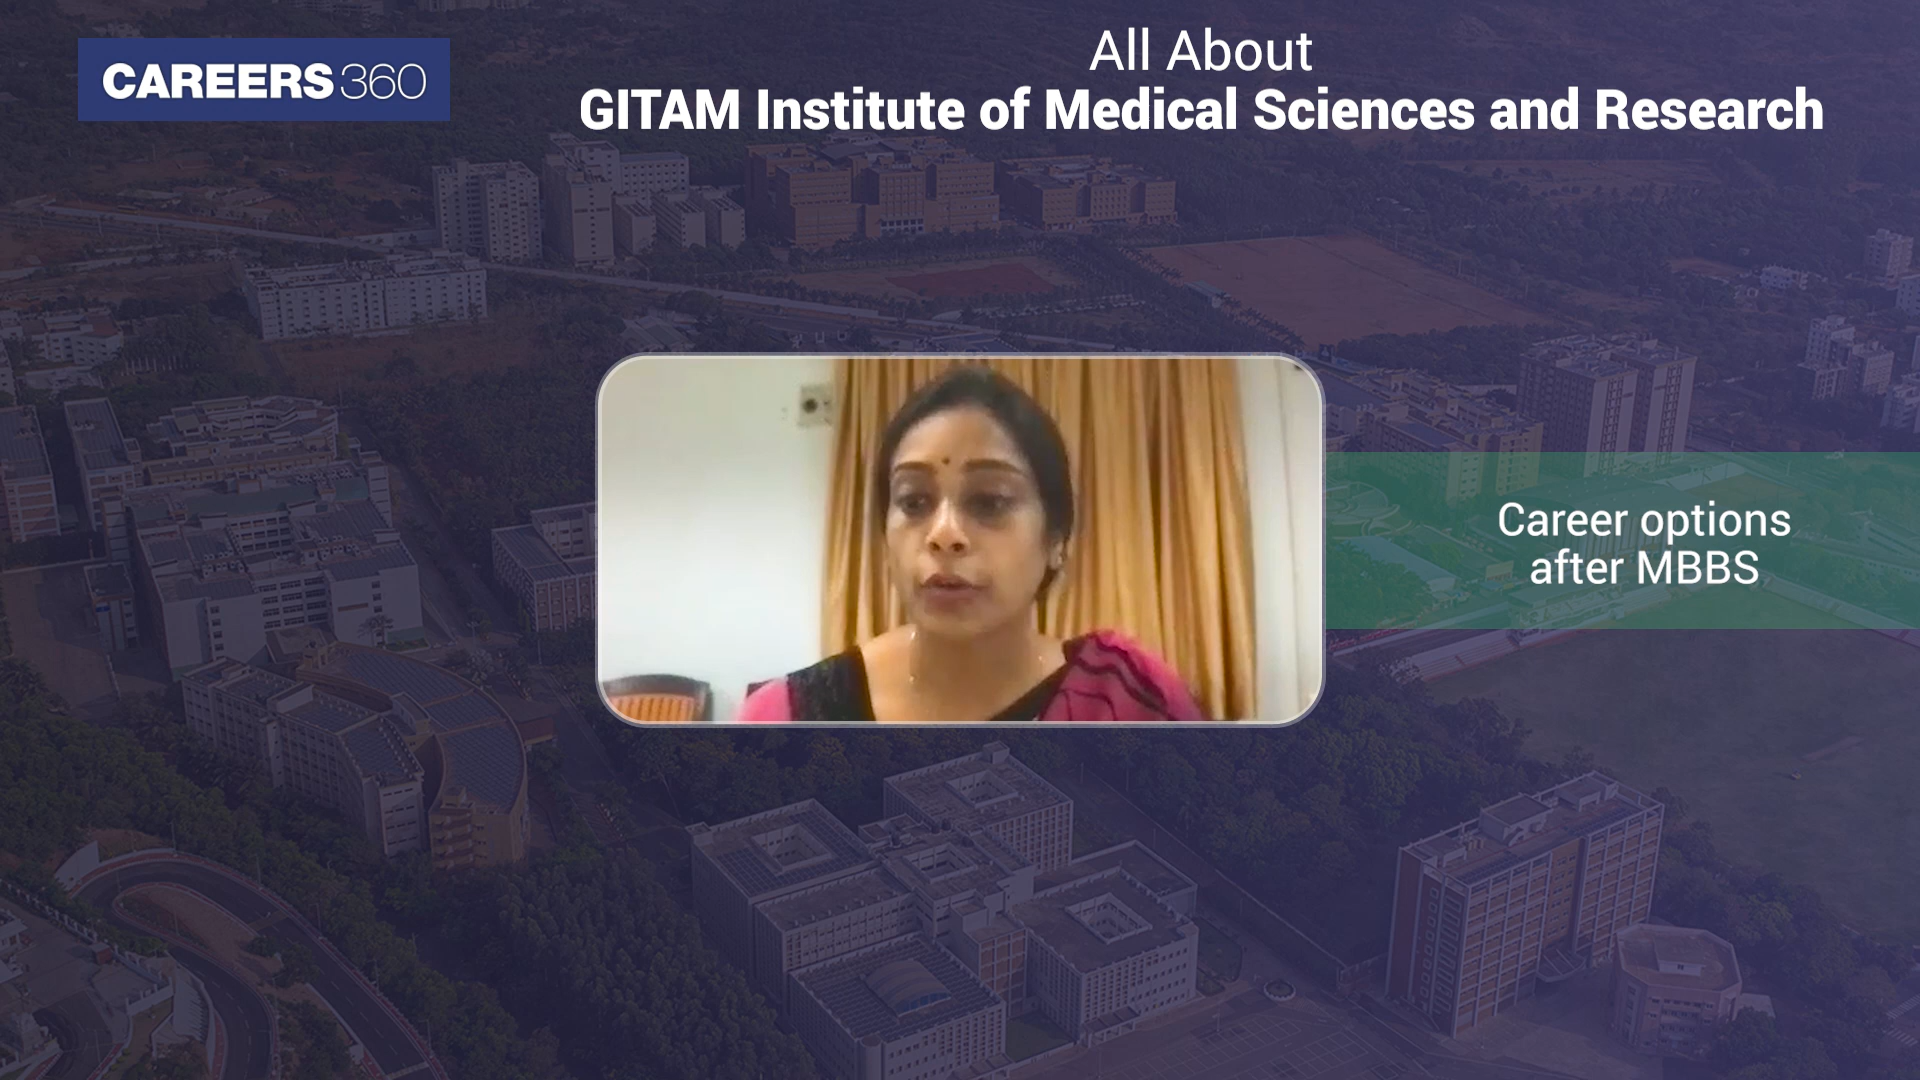 CAREERS360
All About
GITAM Institute of Medical Sciences and Research
Career options
after MBBS